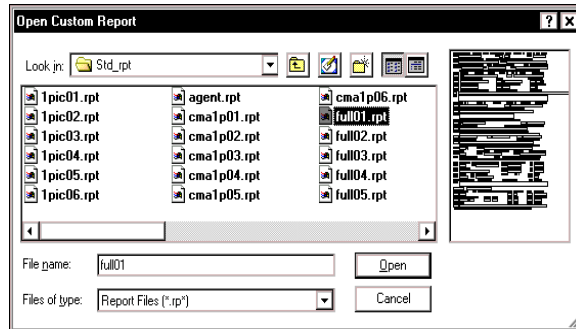 Open Custom Report
Look in: Std_rpt
1pic01.rpt agent.rpt cma1p06.rpt
1pic02.rpt cma1p01.rpt full01.rpt
1pic03.rpt cma1p02.rpt full02.rpt
1pic04.rpt cma1p03.rpt full03.rpt
1pic05.rpt cma1p04.rpt full04.rpt
1pic06.rpt cma1p05.rpt full05.rpt
File name: full01 Open
Files of type: Report Files (*.rp*) Cancel